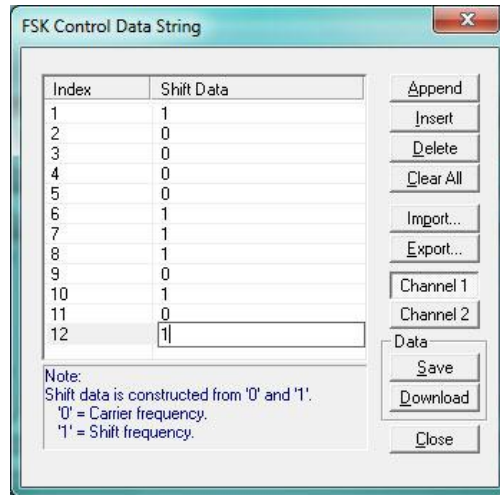 FSK Control Data String
Index Shift Data
1 1
2 0
3 0
4 0
5 0
6 1
7 1
8 1
9 0
10 1
11 0
12 1
Append
Insert
Delete
Clear All
Import...
Export...
Channel 1
Channel 2
Data
Save
Download
Close
Note:
Shift data is constructed from '0' and '1'.
'0' = Carrier frequency.
'1' = Shift frequency.